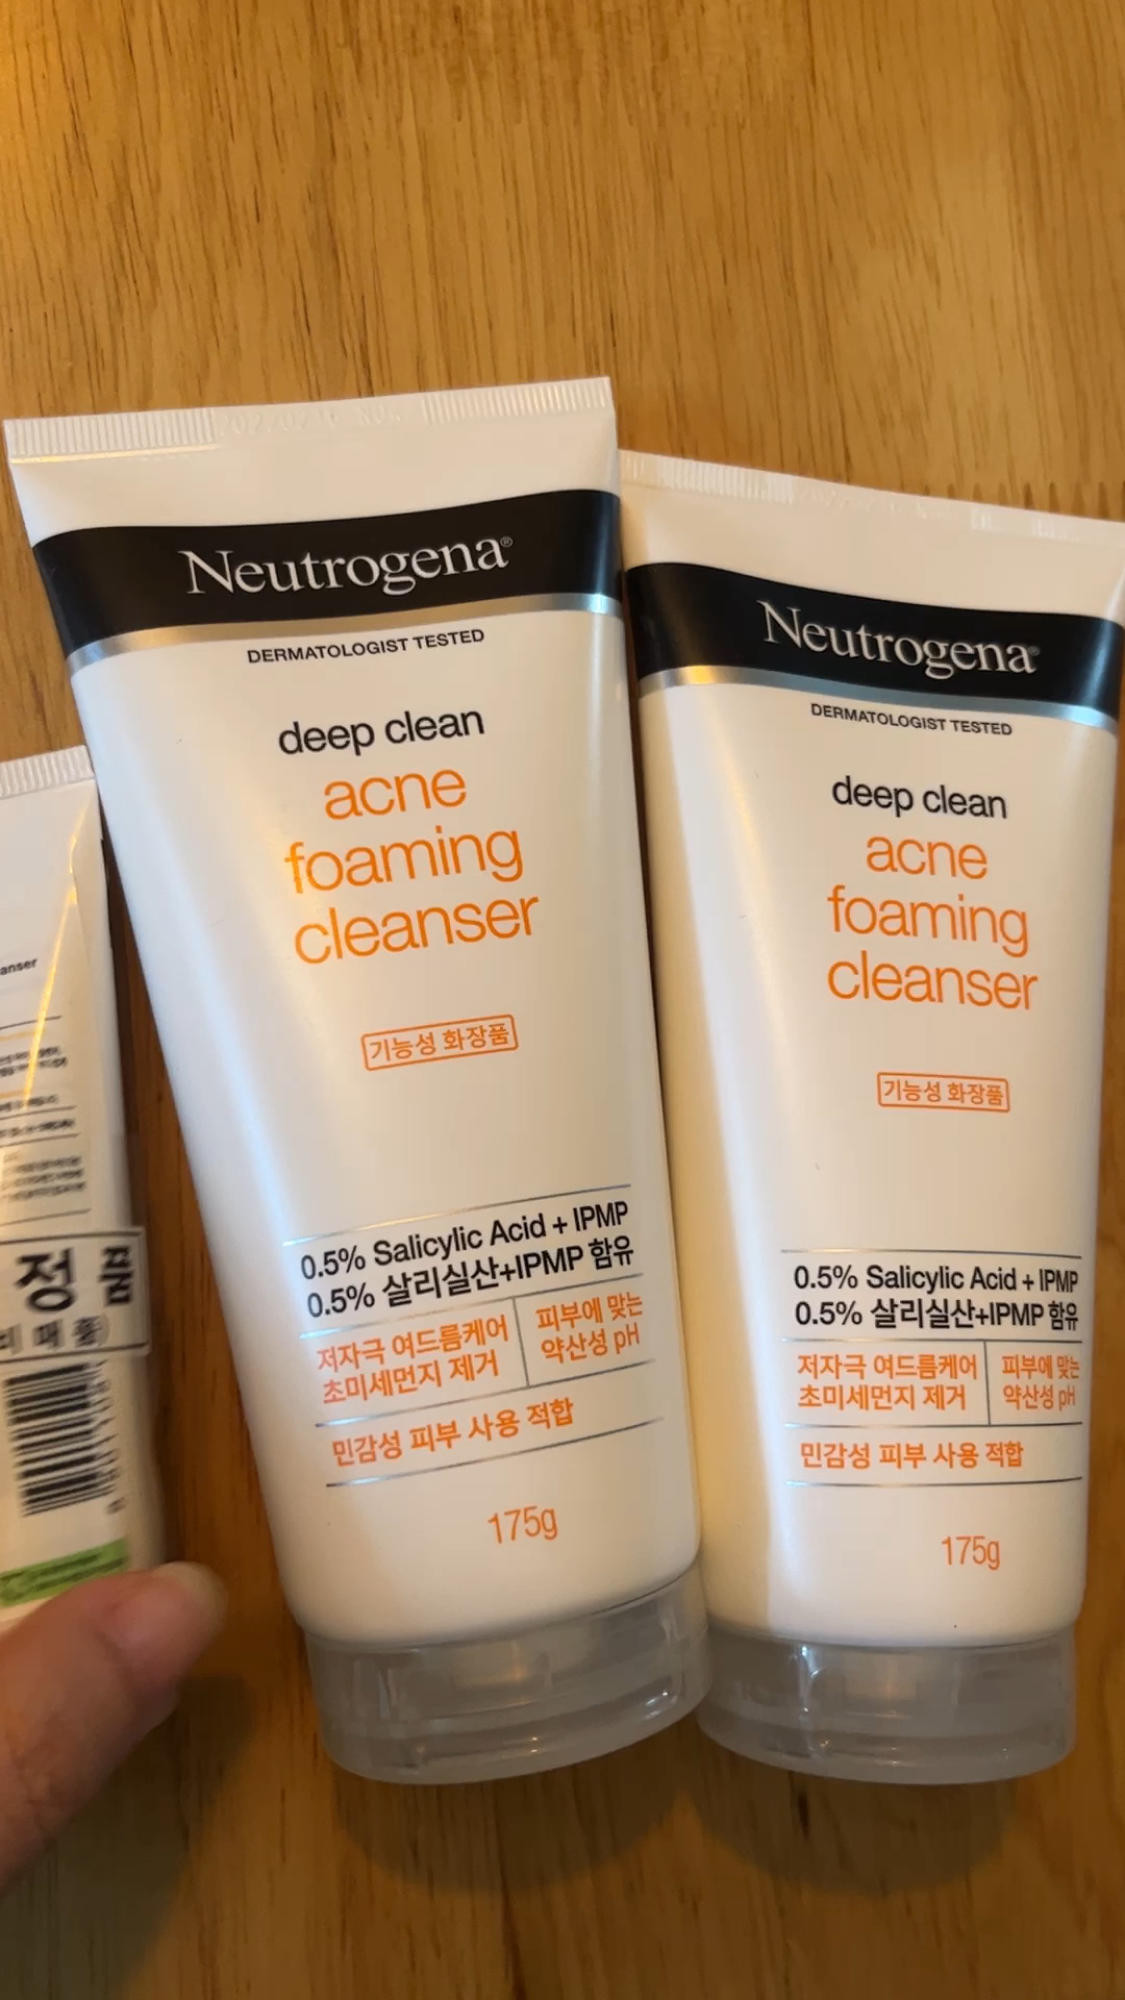 Neutrogena®
DERMATOLOGIST TESTED
deep clean
acne
foaming
cleanser
기능성 화장품
0.5% Salicylic Acid + IPMP
0.5% 살리실산+IPMP 함유
저자극 여드름케어
초미세먼지 제거
피부에 맞는
약산성 pH
민감성 피부 사용 적합
175g
Neutrogena®
DERMATOLOGIST TESTED
deep clean
acne
foaming
cleanser
기능성 화장품
0.5% Salicylic Acid + IPMP
0.5% 살리실산+IPMP 함유
저자극 여드름케어
초미세먼지 제거
피부에 맞는
약산성 pH
민감성 피부 사용 적합
175g
anser
정 품
비 매 품)